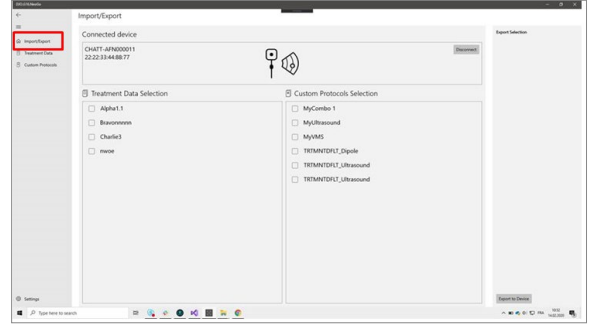 Import/Export
Import/Export
Treatment Data
Custom Protocols
Settings
Connected device
CHATT-AFN000011
22:22:33:44:88:77
Disconnect
Treatment Data Selection
Alpha1.1
Bravonnnnn
Charlie3
nwoe
Custom Protocols Selection
MyCombo 1
MyUltrasound
MyVMS
TRTMNTDFLT_Dipole
TRTMNTDFLT_Ultrasound
TRTMNTDFLT_Ultrasound
Export Selection
Export to Device
Type here to search